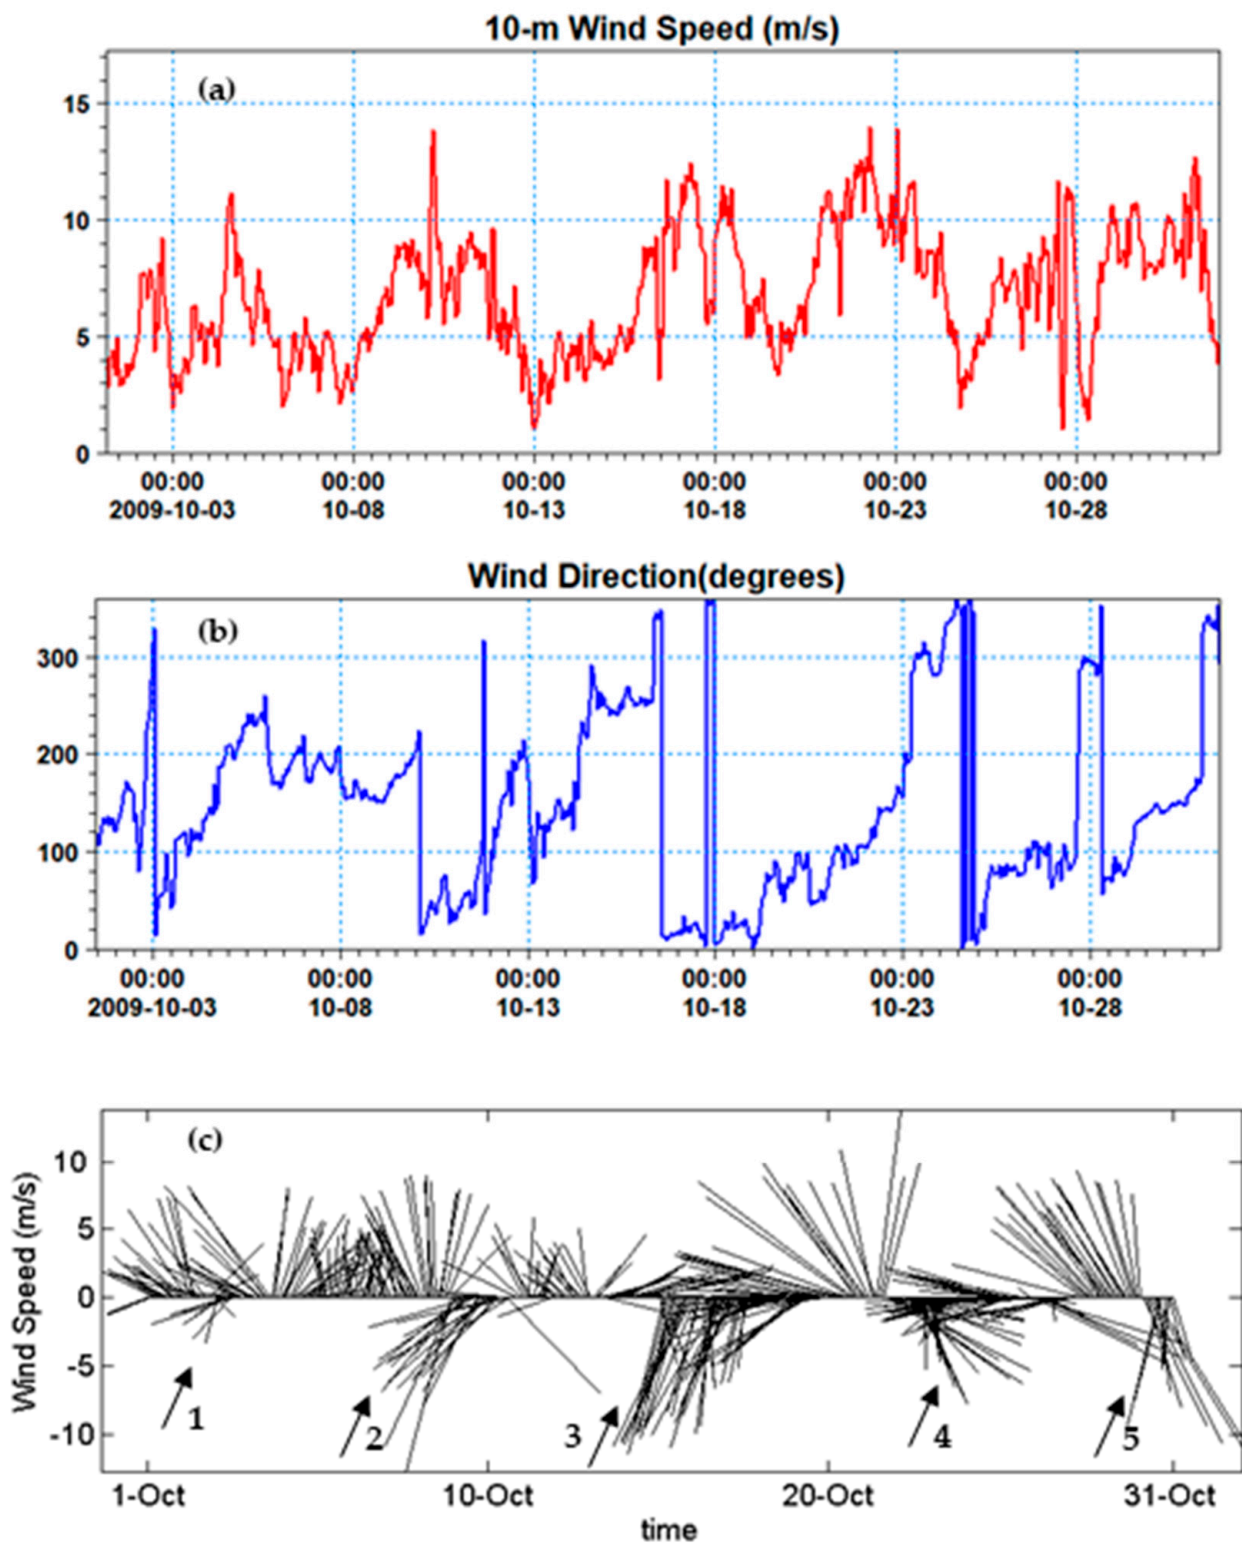 10-m Wind Speed (m/s)
(a)
15
10
5
0
00:00 00:00 00:00 00:00 00:00 00:00
2009-10-03 10-08 10-13 10-18 10-23 10-28
Wind Direction(degrees)
(b)
300
200
100
0
00:00 00:00 00:00 00:00 00:00 00:00
2009-10-03 10-08 10-13 10-18 10-23 10-28
(c)
Wind Speed (m/s)
10
5
0
-5
-10
1 2 3 4 5
1-Oct 10-Oct 20-Oct 31-Oct
time